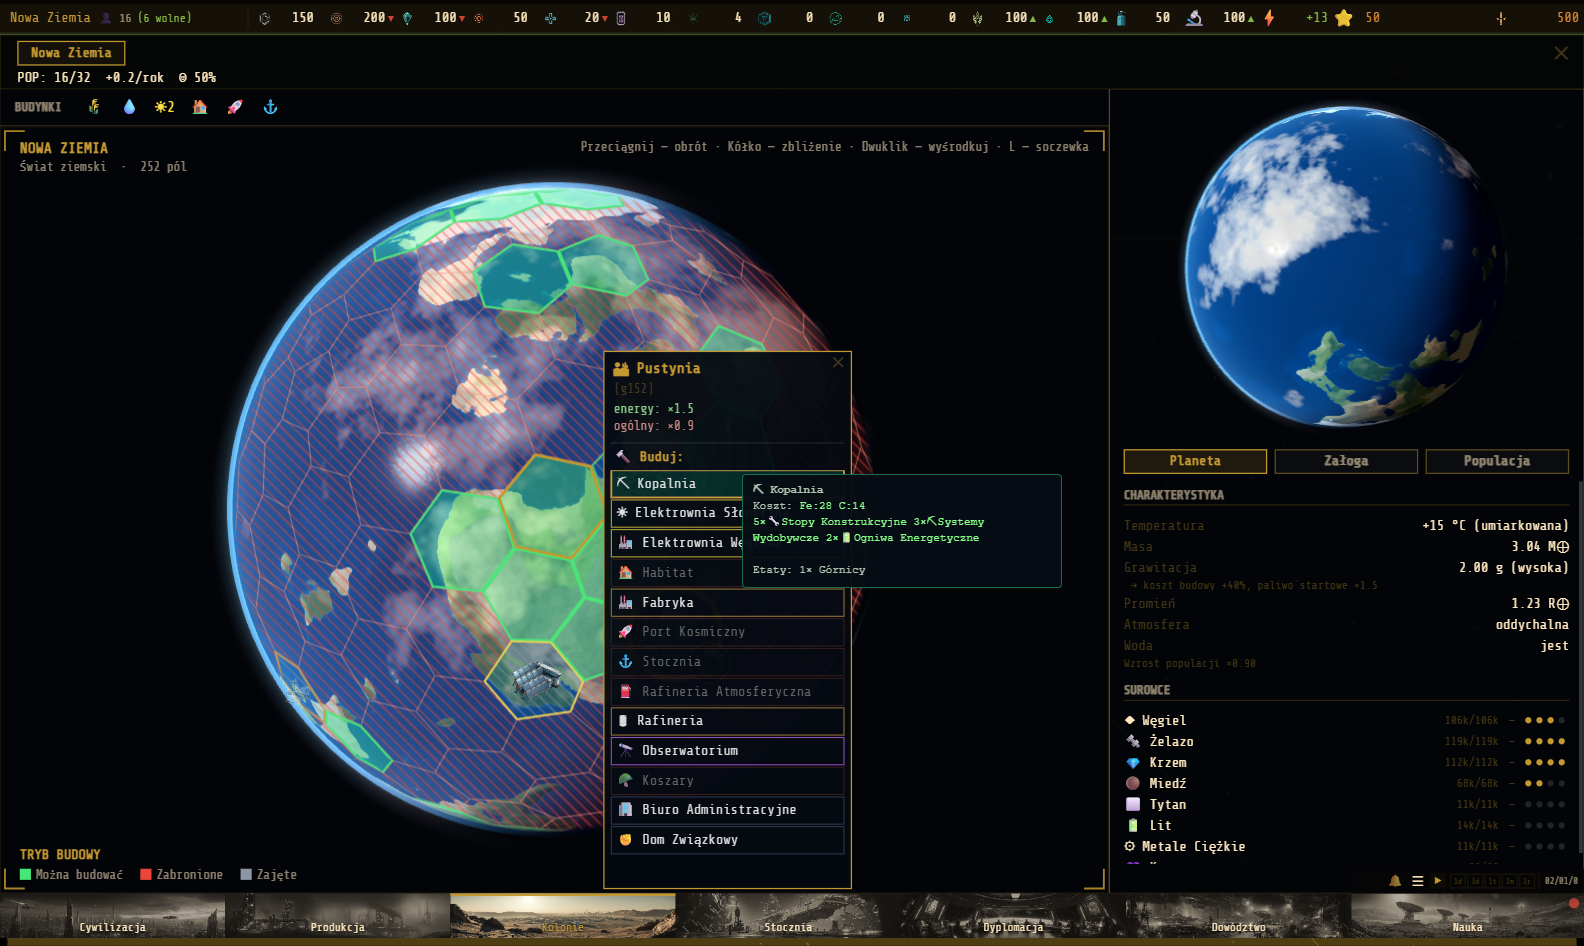 Nowa Ziemia 16 (6 wolne) 150 200▼ 100▼ 50 20▼ 10 4 0 0 0 100▲ 100▲ 50 100▲ +13 50 500
Nowa Ziemia
POP: 16/32 +0.2/rok 50%
BUDYNKI 2
NOWA ZIEMIA
Świat ziemski · 252 pól
Przeciągnij – obrót · Kółko – zbliżenie · Dwuklik – wyśrodkuj · L – soczewka
Pustynia
(g152)
energy: ×1.5
ogólny: ×0.9
Buduj:
Kopalnia
Elektrownia Sło
Elektrownia Wę
Habitat
Fabryka
Port Kosmiczny
Stocznia
Rafineria Atmosferyczna
Rafineria
Obserwatorium
Koszary
Biuro Administracyjne
Dom Związkowy
Kopalnia
Koszt: Fe:28 C:14
5× Stopy Konstrukcyjne 3× Systemy
Wydobywcze 2× Ogniwa Energetyczne
Etaty: 1× Górnicy
TRYB BUDOWY
Można budować Zabronione Zajęte
Planeta Załoga Populacja
CHARAKTERYSTYKA
Temperatura +15 °C (umiarkowana)
Masa 3.04 M⊕
Grawitacja 2.00 g (wysoka)
→ koszt budowy +40%, paliwo startowe ×1.5
Promień 1.23 R⊕
Atmosfera oddychalna
Woda jest
Wzrost populacji ×0.90
SUROWCE
Węgiel 106k/106k –
Żelazo 119k/119k –
Krzem 112k/112k –
Miedź 68k/68k –
Tytan 11k/11k –
Lit 14k/14k –
Metale Ciężkie 11k/11k –
Cywilizacja Produkcja Kolonie Stocznia Dyplomacja Dowództwo Nauka